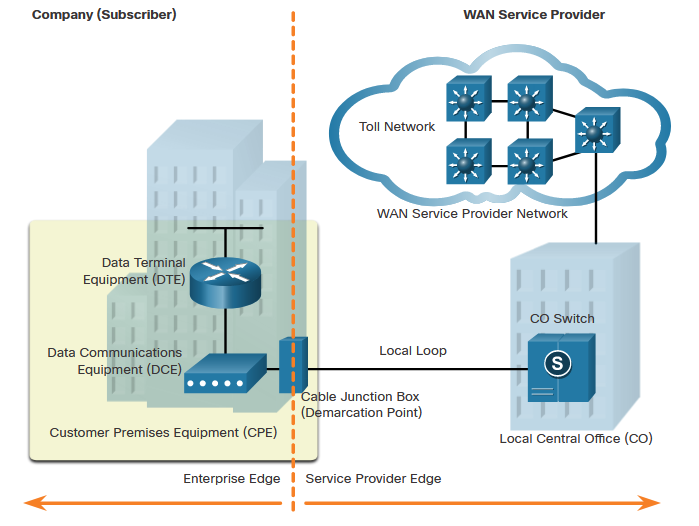 Company (Subscriber)
WAN Service Provider
Toll Network
WAN Service Provider Network
Data Terminal
Equipment (DTE)
CO Switch
S
Data Communications
Equipment (DCE)
Local Loop
Cable Junction Box
(Demarcation Point)
Customer Premises Equipment (CPE)
Local Central Office (CO)
Enterprise Edge
Service Provider Edge